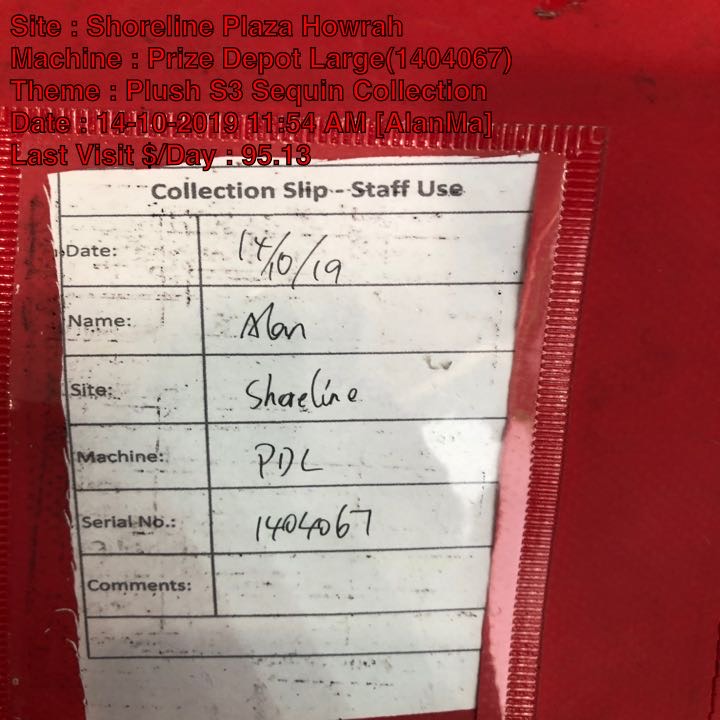 Site : Shoreline Plaza Howrah
Machine : Prize Depot Large(1404067)
Theme : Plush S3 Sequin Collection
Date : 14-10-2019 11:54 AM [AlanMa]
Last Visit $/Day : 95.13
Collection Slip - Staff Use
Date: 14/10/19
Name: Alan
Site: Shoreline
Machine: PDL
Serial No.: 1404067
Comments: